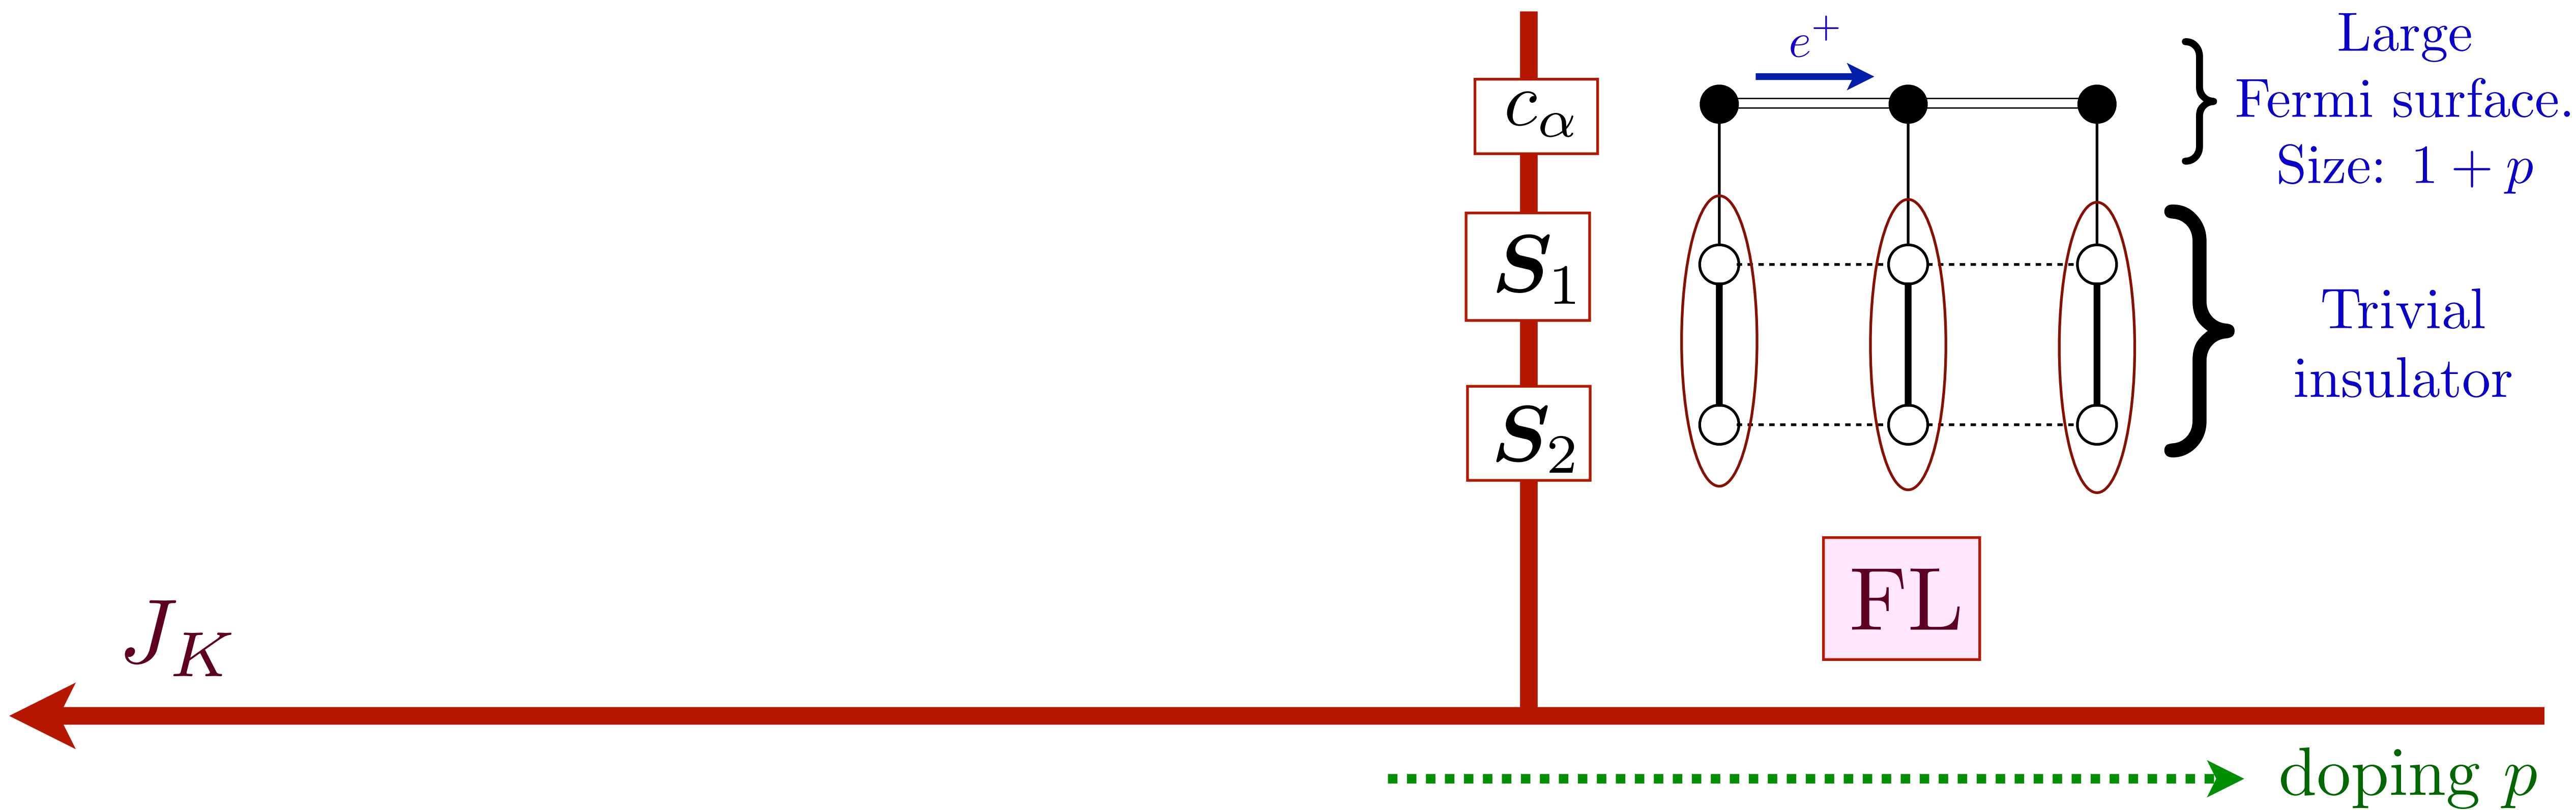 e⁺
Large
Fermi surface.
Size: 1 + p
c_α
S₁
S₂
Trivial
insulator
FL
J_K
doping p